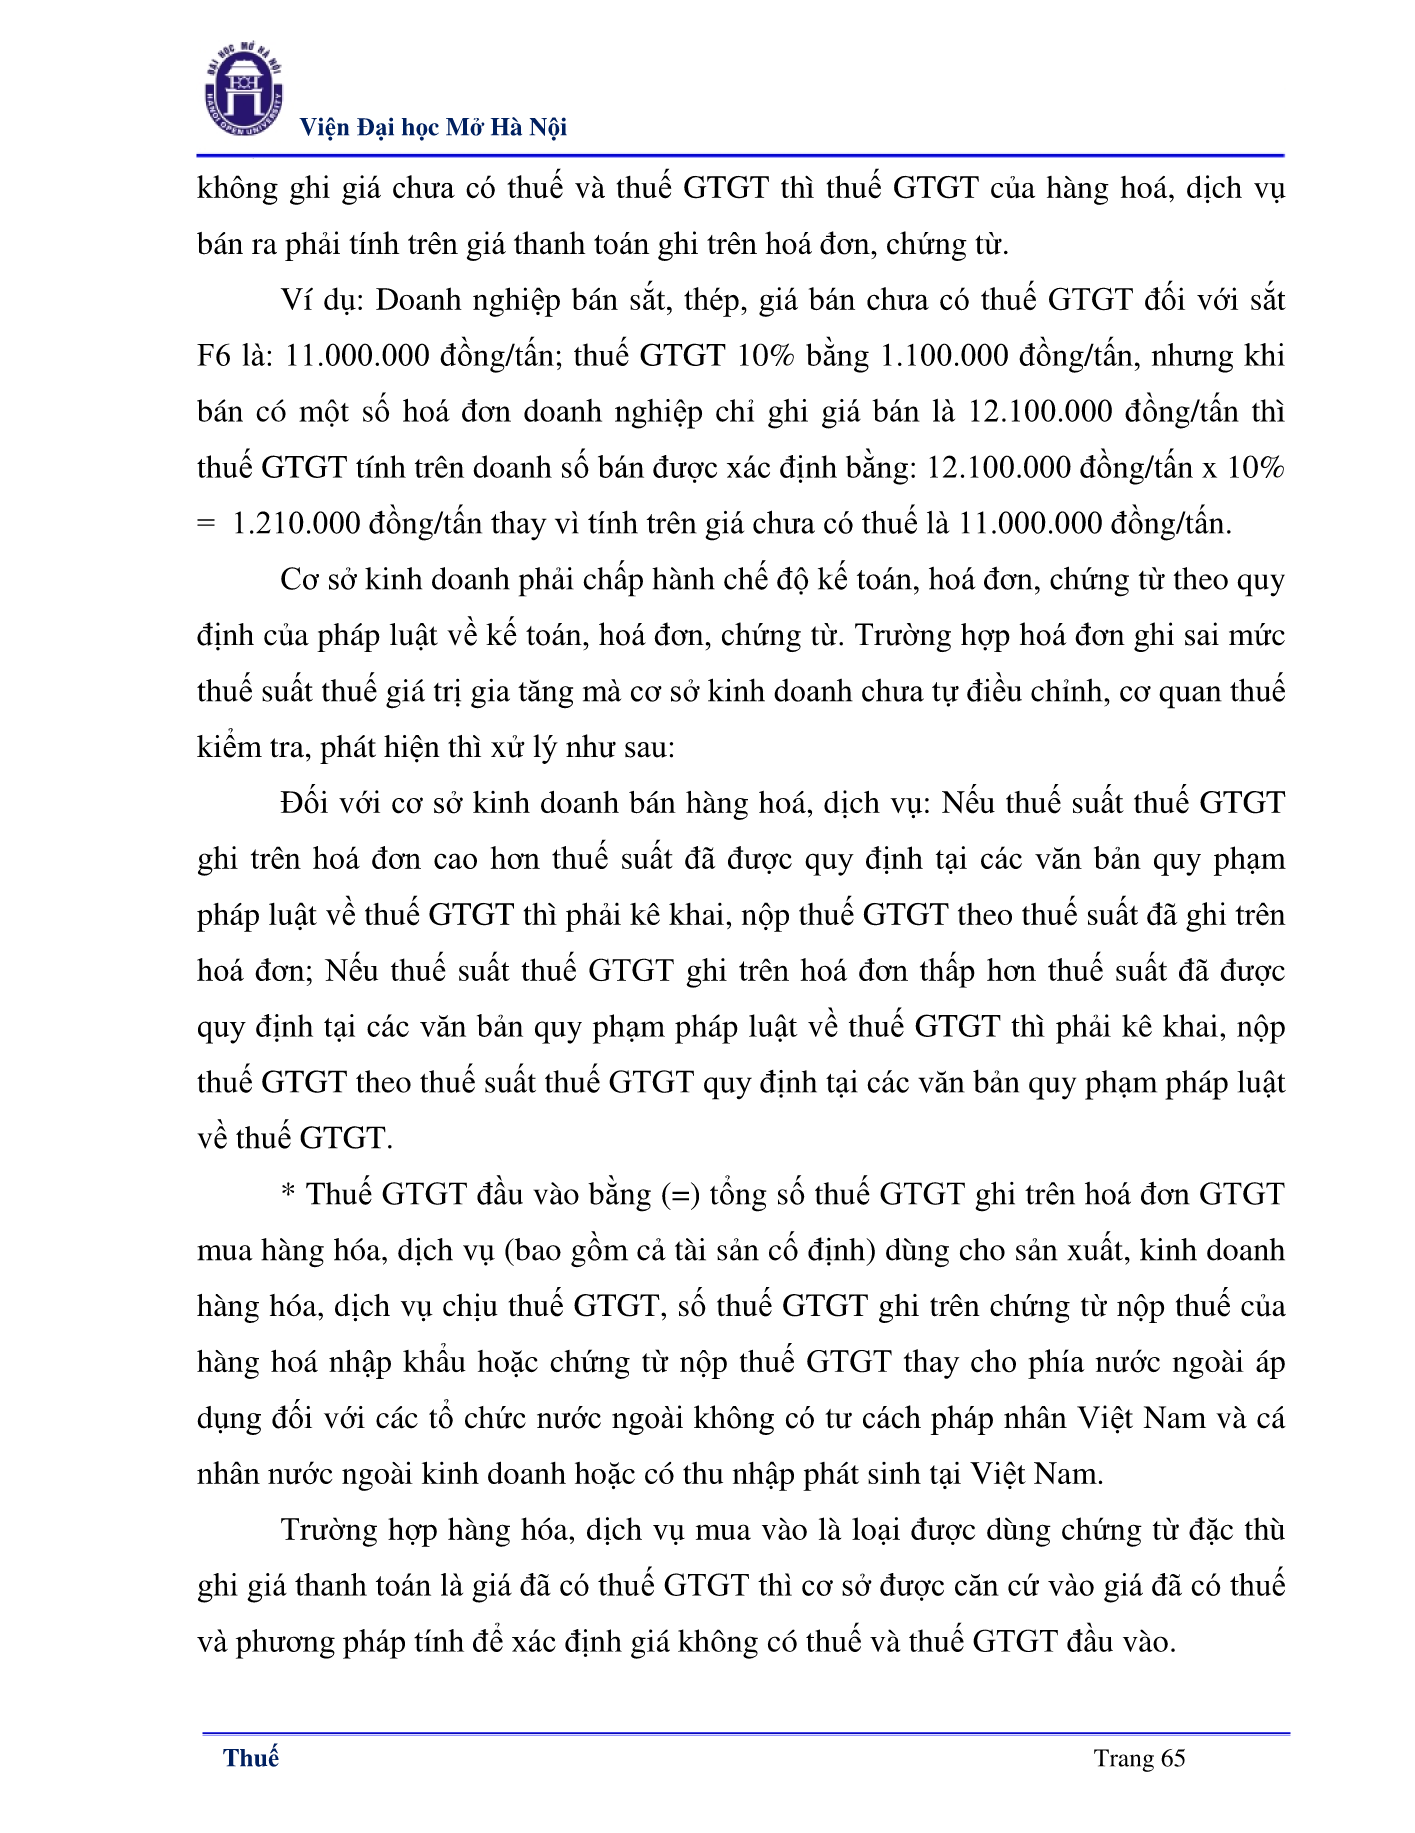 ĐẠI HỌC MỞ HÀ NỘI
HANOI OPEN UNIVERSITY
Viện Đại học Mở Hà Nội
không ghi giá chưa có thuế và thuế GTGT thì thuế GTGT của hàng hoá, dịch vụ
bán ra phải tính trên giá thanh toán ghi trên hoá đơn, chứng từ.
Ví dụ: Doanh nghiệp bán sắt, thép, giá bán chưa có thuế GTGT đối với sắt
F6 là: 11.000.000 đồng/tấn; thuế GTGT 10% bằng 1.100.000 đồng/tấn, nhưng khi
bán có một số hoá đơn doanh nghiệp chỉ ghi giá bán là 12.100.000 đồng/tấn thì
thuế GTGT tính trên doanh số bán được xác định bằng: 12.100.000 đồng/tấn x 10%
= 1.210.000 đồng/tấn thay vì tính trên giá chưa có thuế là 11.000.000 đồng/tấn.
Cơ sở kinh doanh phải chấp hành chế độ kế toán, hoá đơn, chứng từ theo quy
định của pháp luật về kế toán, hoá đơn, chứng từ. Trường hợp hoá đơn ghi sai mức
thuế suất thuế giá trị gia tăng mà cơ sở kinh doanh chưa tự điều chỉnh, cơ quan thuế
kiểm tra, phát hiện thì xử lý như sau:
Đối với cơ sở kinh doanh bán hàng hoá, dịch vụ: Nếu thuế suất thuế GTGT
ghi trên hoá đơn cao hơn thuế suất đã được quy định tại các văn bản quy phạm
pháp luật về thuế GTGT thì phải kê khai, nộp thuế GTGT theo thuế suất đã ghi trên
hoá đơn; Nếu thuế suất thuế GTGT ghi trên hoá đơn thấp hơn thuế suất đã được
quy định tại các văn bản quy phạm pháp luật về thuế GTGT thì phải kê khai, nộp
thuế GTGT theo thuế suất thuế GTGT quy định tại các văn bản quy phạm pháp luật
về thuế GTGT.
* Thuế GTGT đầu vào bằng (=) tổng số thuế GTGT ghi trên hoá đơn GTGT
mua hàng hóa, dịch vụ (bao gồm cả tài sản cố định) dùng cho sản xuất, kinh doanh
hàng hóa, dịch vụ chịu thuế GTGT, số thuế GTGT ghi trên chứng từ nộp thuế của
hàng hoá nhập khẩu hoặc chứng từ nộp thuế GTGT thay cho phía nước ngoài áp
dụng đối với các tổ chức nước ngoài không có tư cách pháp nhân Việt Nam và cá
nhân nước ngoài kinh doanh hoặc có thu nhập phát sinh tại Việt Nam.
Trường hợp hàng hóa, dịch vụ mua vào là loại được dùng chứng từ đặc thù
ghi giá thanh toán là giá đã có thuế GTGT thì cơ sở được căn cứ vào giá đã có thuế
và phương pháp tính để xác định giá không có thuế và thuế GTGT đầu vào.
Thuế
Trang 65